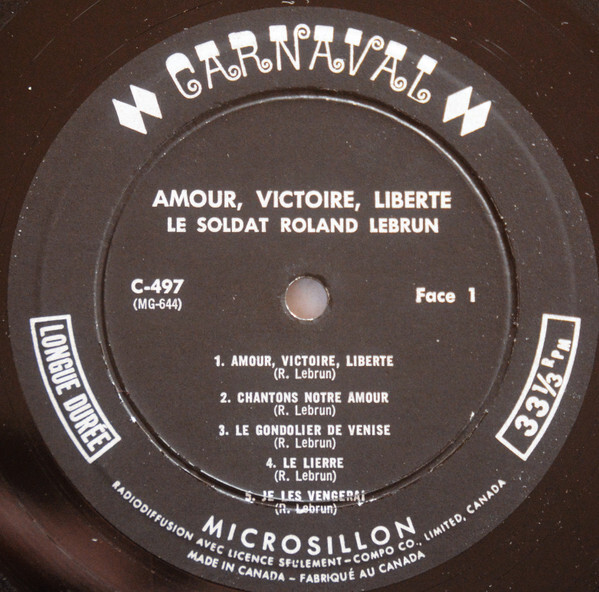 CARNAVAL
AMOUR, VICTOIRE, LIBERTE
LE SOLDAT ROLAND LEBRUN
C-497
(MG-644)
Face 1
1. AMOUR, VICTOIRE, LIBERTE
(R. Lebrun)
2. CHANTONS NOTRE AMOUR
(R. Lebrun)
3. LE GONDOLIER DE VENISE
(R. Lebrun)
4. LE LIERRE
(R. Lebrun)
5. JE LES VENGERAI
(R. Lebrun)
LONGUE DURÉE
33 1/3 RPM
MICROSILLON
RADIODIFFUSION AVEC LICENCE SEULEMENT—COMPO CO., LIMITED, CANADA
MADE IN CANADA – FABRIQUÉ AU CANADA